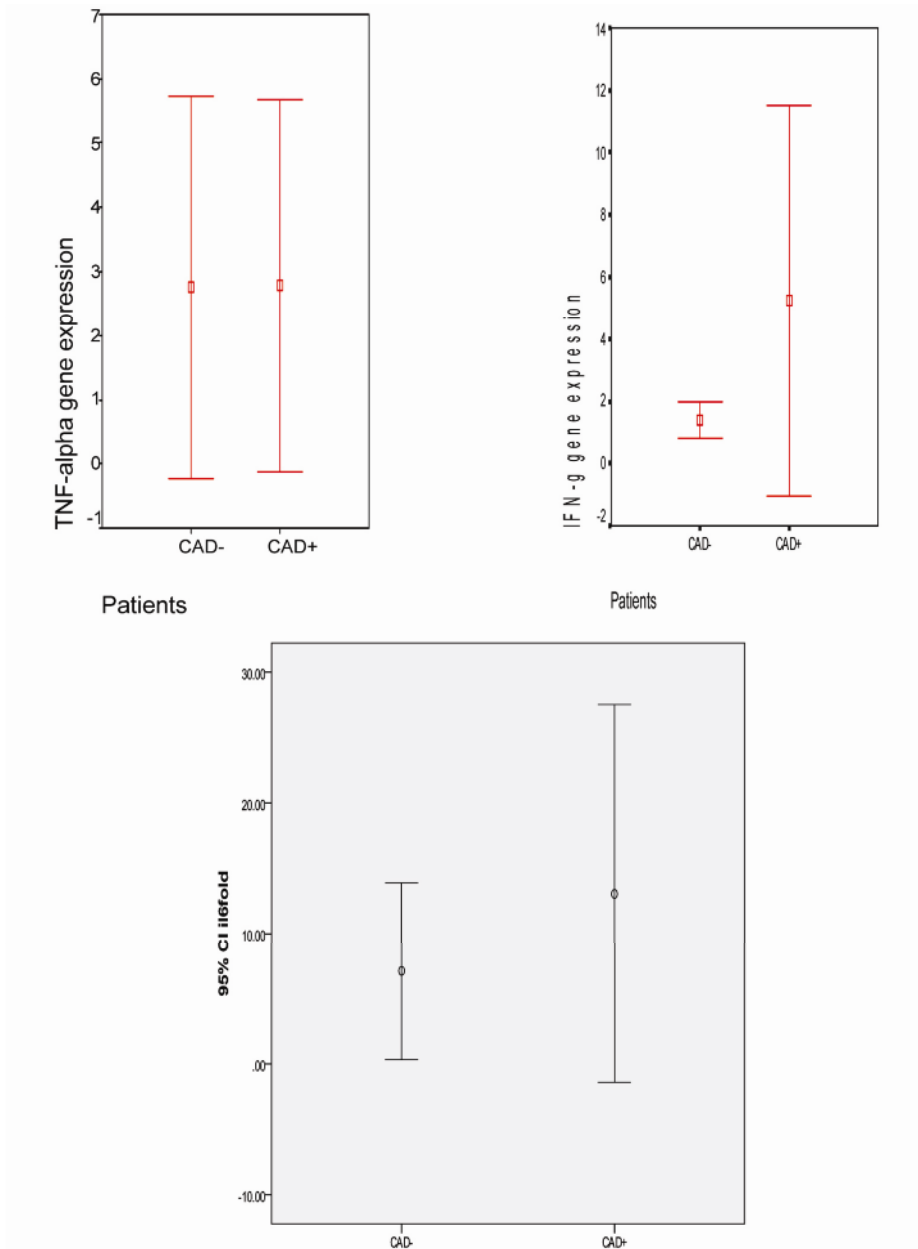 7
6
5
4
3
2
1
0
-1
TNF-alpha gene expression
CAD-
CAD+
Patients
14
12
10
8
6
4
2
0
-2
IFN-g gene expression
CAD-
CAD+
Patients
30.00
20.00
10.00
.00
-10.00
95% CI il6fold
CAD-
CAD+